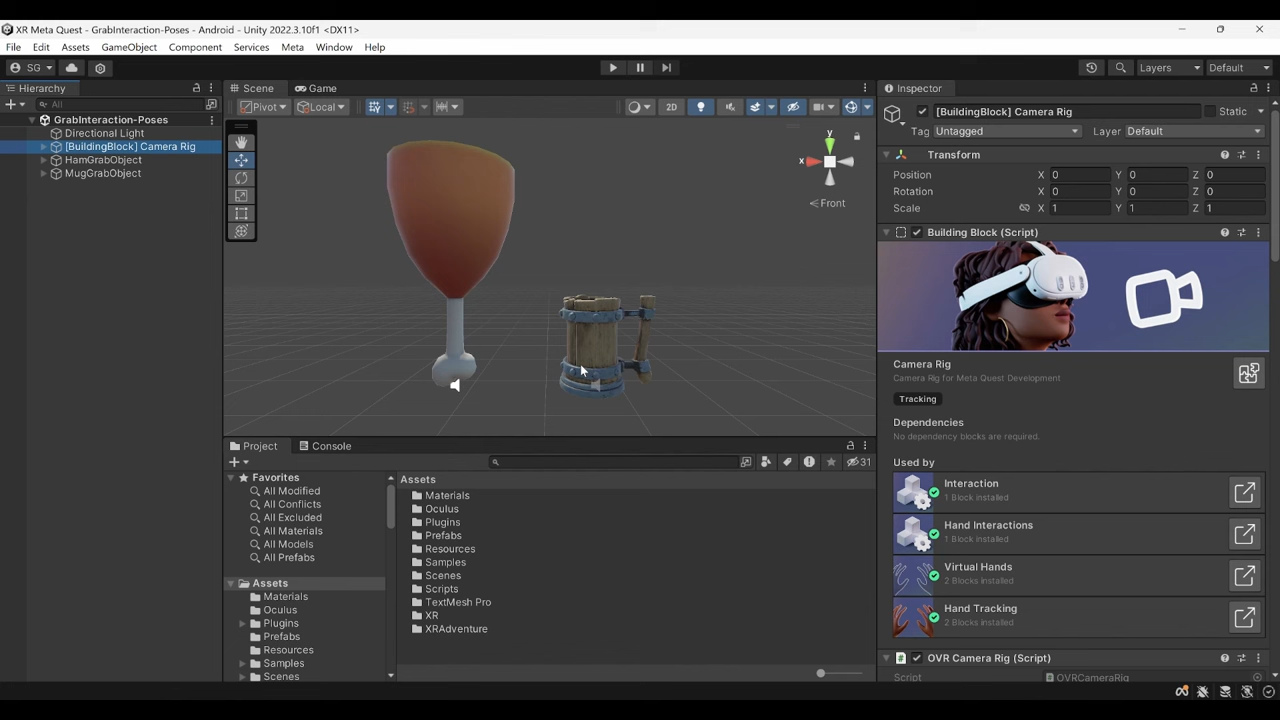 XR Meta Quest - GrabInteraction-Poses - Android - Unity 2022.3.10f1 <DX11>
File Edit Assets GameObject Component Services Meta Window Help
SG Layers Default
Hierarchy
All
GrabInteraction-Poses
Directional Light
[BuildingBlock] Camera Rig
HamGrabObject
MugGrabObject
Scene Game
Pivot Local 2D
y
x
Front
Project Console
31
Favorites
All Modified
All Conflicts
All Excluded
All Materials
All Models
All Prefabs
Assets
Materials
Oculus
Plugins
Prefabs
Resources
Samples
Scenes
Assets
Materials
Oculus
Plugins
Prefabs
Resources
Samples
Scenes
Scripts
TextMesh Pro
XR
XRAdventure
Inspector
[BuildingBlock] Camera Rig Static
Tag Untagged Layer Default
Transform
Position X 0 Y 0 Z 0
Rotation X 0 Y 0 Z 0
Scale X 1 Y 1 Z 1
Building Block (Script)
Camera Rig
Camera Rig for Meta Quest Development
Tracking
Dependencies
No dependency blocks are required.
Used by
Interaction
1 Block installed
Hand Interactions
1 Block installed
Virtual Hands
2 Blocks installed
Hand Tracking
2 Blocks installed
OVR Camera Rig (Script)
Script OVRCameraRig